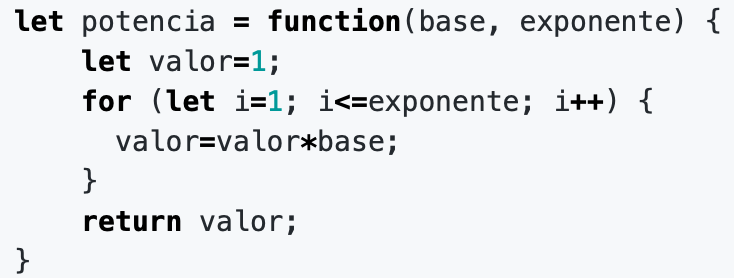 let potencia = function(base, exponente) {
    let valor=1;
    for (let i=1; i<=exponente; i++) {
      valor=valor*base;
    }
    return valor;
}